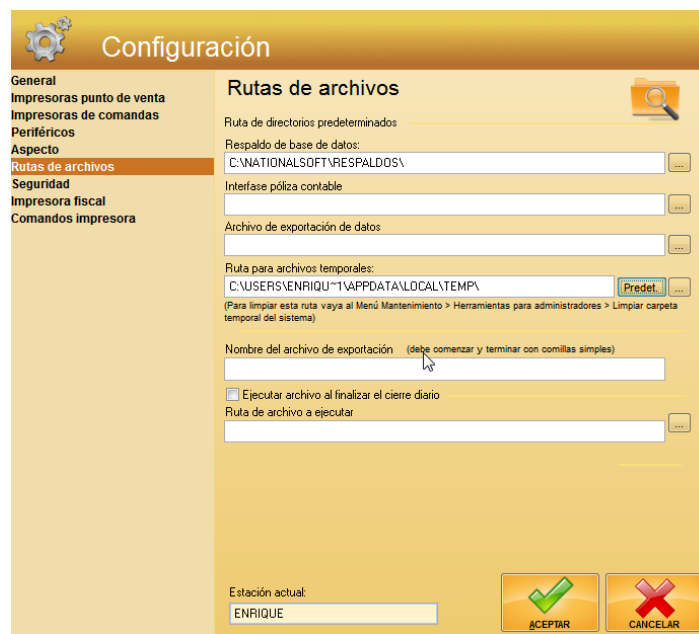 Configuración
General
Impresoras punto de venta
Impresoras de comandas
Periféricos
Aspecto
Rutas de archivos
Seguridad
Impresora fiscal
Comandos impresora
Rutas de archivos
Ruta de directorios predeterminados
Respaldo de base de datos:
C:\NATIONALSOFT\RESPALDOS\
...
Interfase póliza contable
...
Archivo de exportación de datos
...
Ruta para archivos temporales:
C:\USERS\ENRIQU~1\APPDATA\LOCAL\TEMP\
Predet. ...
(Para limpiar esta ruta vaya al Menú Mantenimiento > Herramientas para administradores > Limpiar carpeta
temporal del sistema)
Nombre del archivo de exportación (debe comenzar y terminar con comillas simples)
Ejecutar archivo al finalizar el cierre diario
Ruta de archivo a ejecutar
...
Estación actual:
ENRIQUE
ACEPTAR
CANCELAR